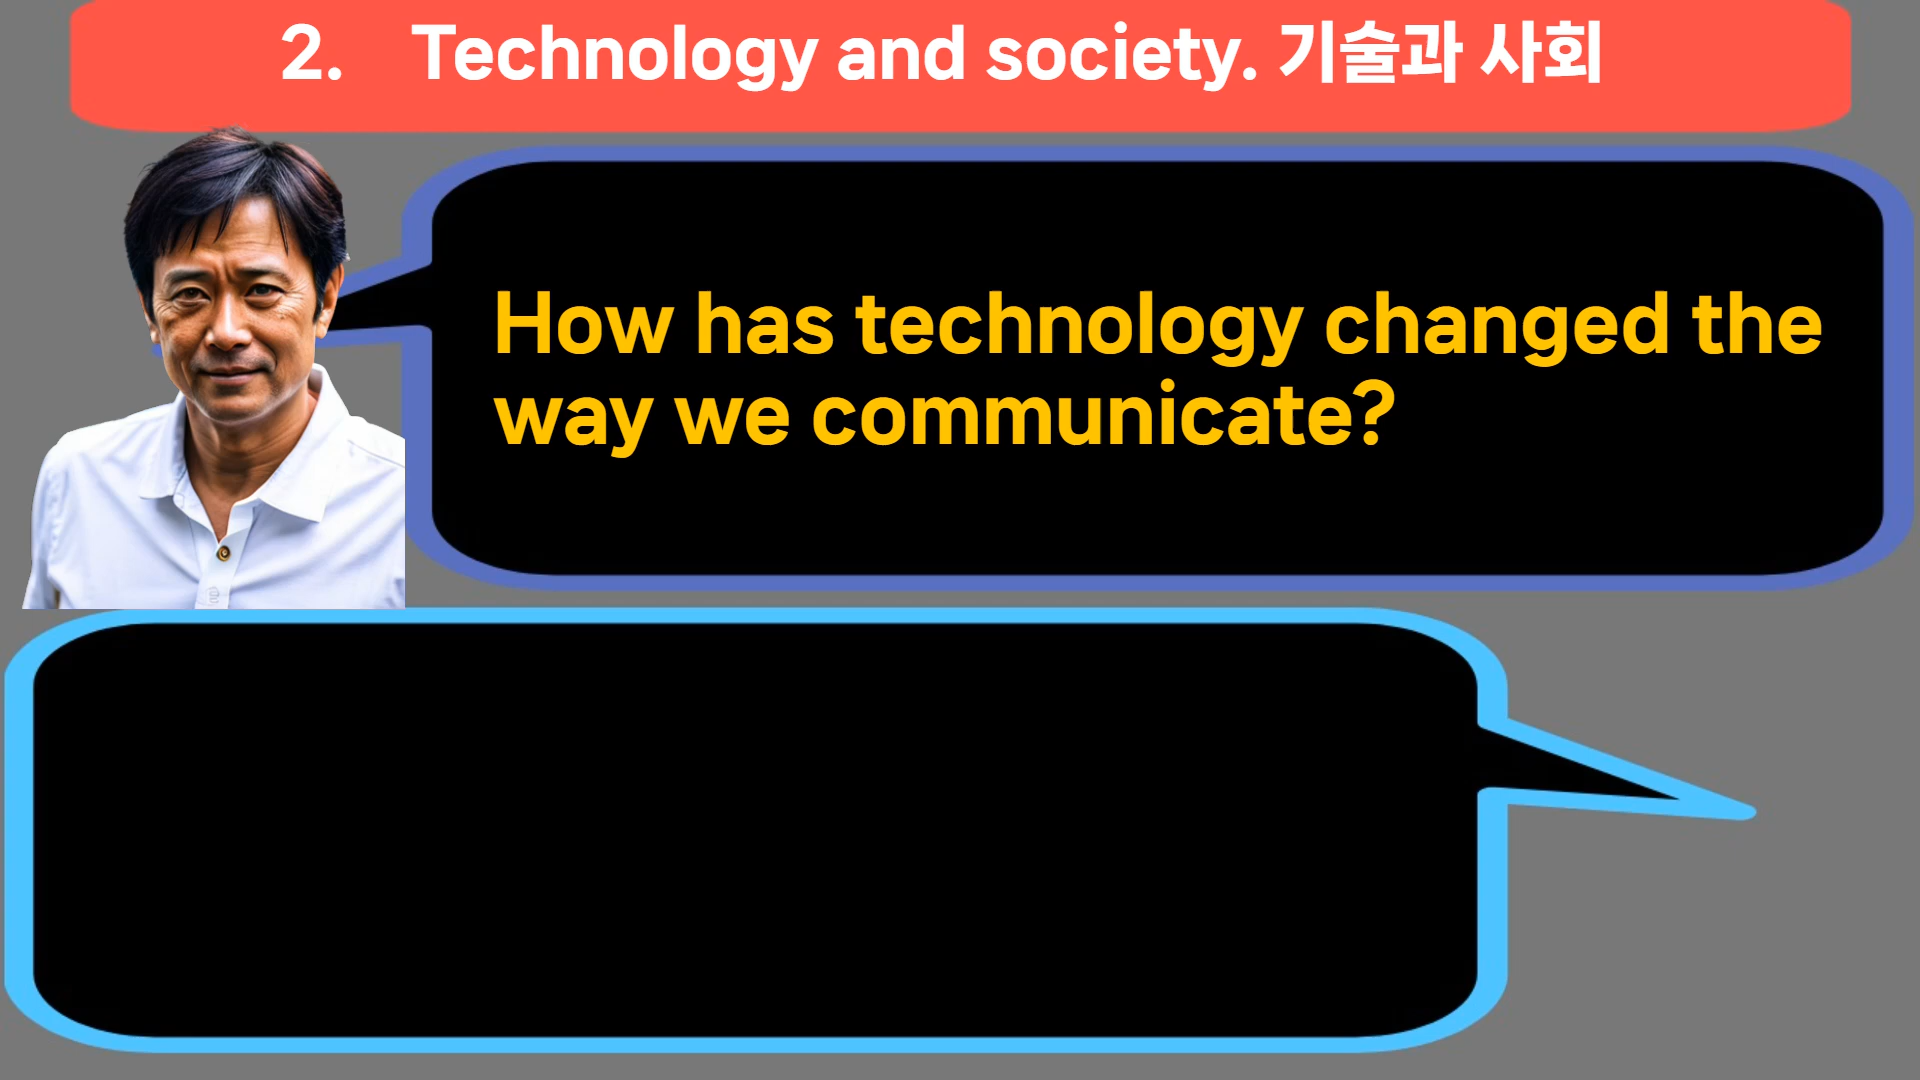 2. Technology and society. 기술과 사회
How has technology changed the
way we communicate?